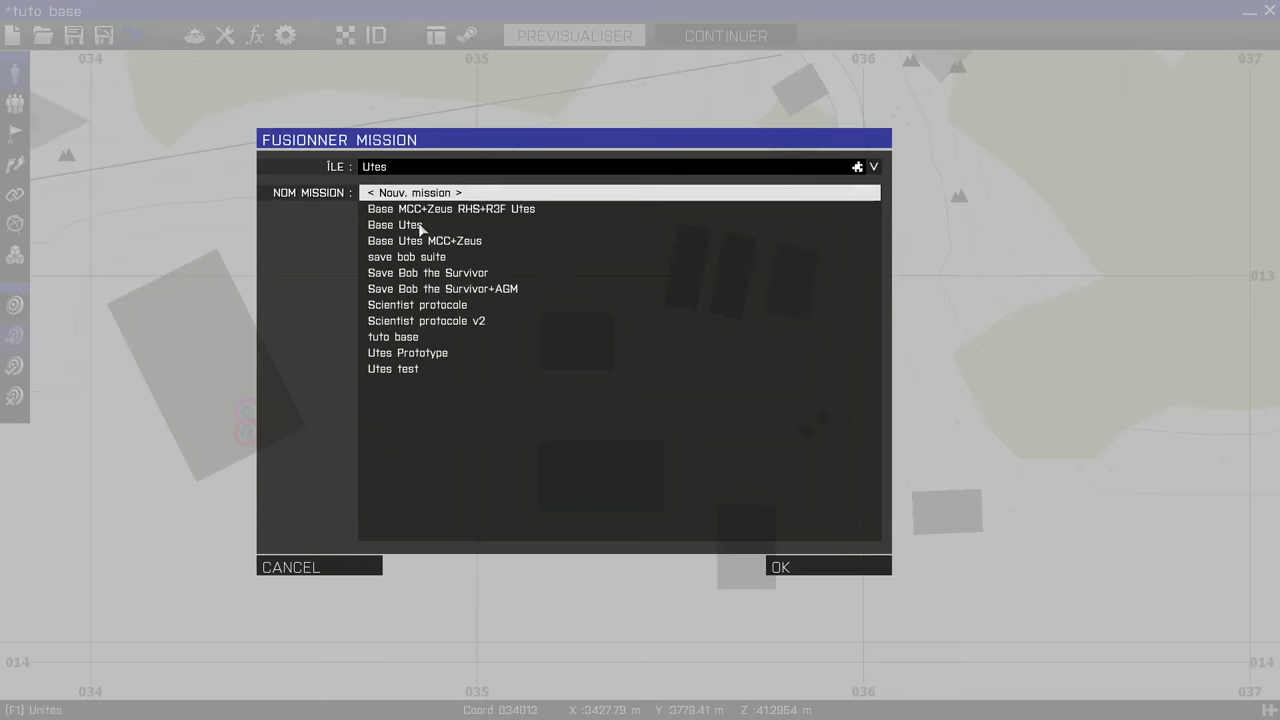 *tuto base
ID
PRÉVISUALISER
CONTINUER
034
035
036
037
FUSIONNER MISSION
ÎLE :
Utes
V
NOM MISSION :
< Nouv. mission >
Base MCC+Zeus RHS+R3F Utes
Base Utes
Base Utes MCC+Zeus
save bob suite
Save Bob the Survivor
Save Bob the Survivor+AGM
Scientist protocole
Scientist protocole v2
tuto base
Utes Prototype
Utes test
013
CANCEL
OK
014
014
034
035
036
037
[F1] Unités
Coord 034013
X :3427.79 m
Y :3778.41 m
Z :41.2954 m